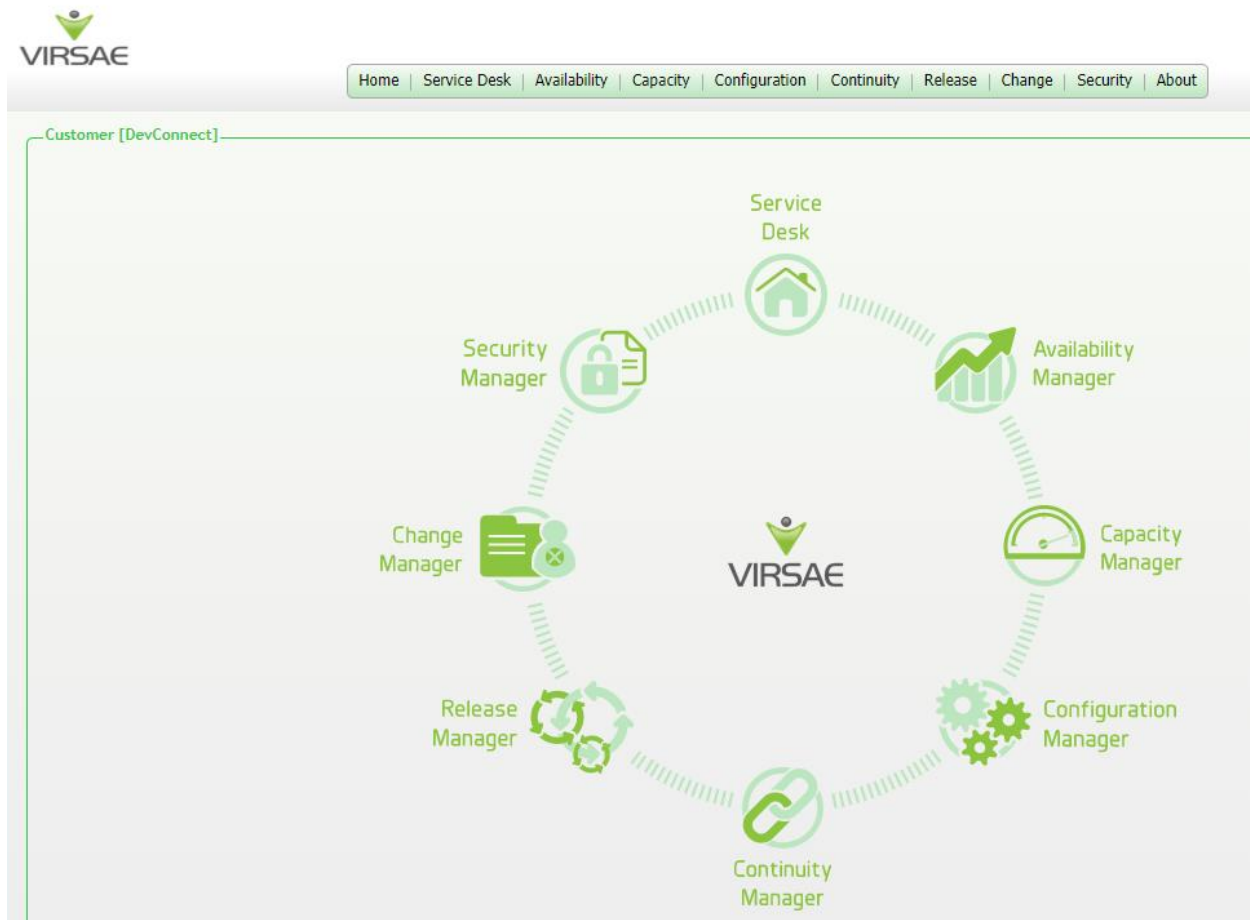 VIRSAE
Home | Service Desk | Availability | Capacity | Configuration | Continuity | Release | Change | Security | About
Customer [DevConnect]
Service
Desk
Security
Manager
Availability
Manager
Change
Manager
VIRSAE
Capacity
Manager
Release
Manager
Configuration
Manager
Continuity
Manager